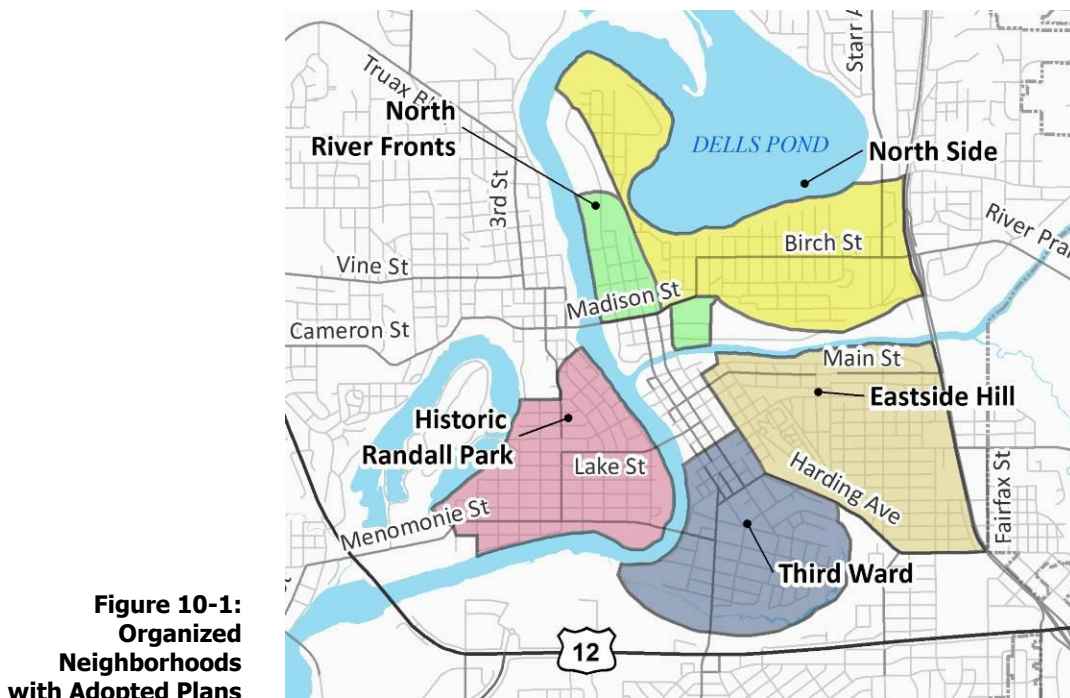 Truax
Starr
North
River Fronts
DELLS POND
North Side
3rd St
Birch St
River
Vine St
Madison St
Cameron St
Main St
Eastside Hill
Historic
Randall Park
Lake St
Harding Ave
Menomonie St
Fairfax St
Third Ward
12
Figure 10-1:
Organized
Neighborhoods
with Adopted Plans